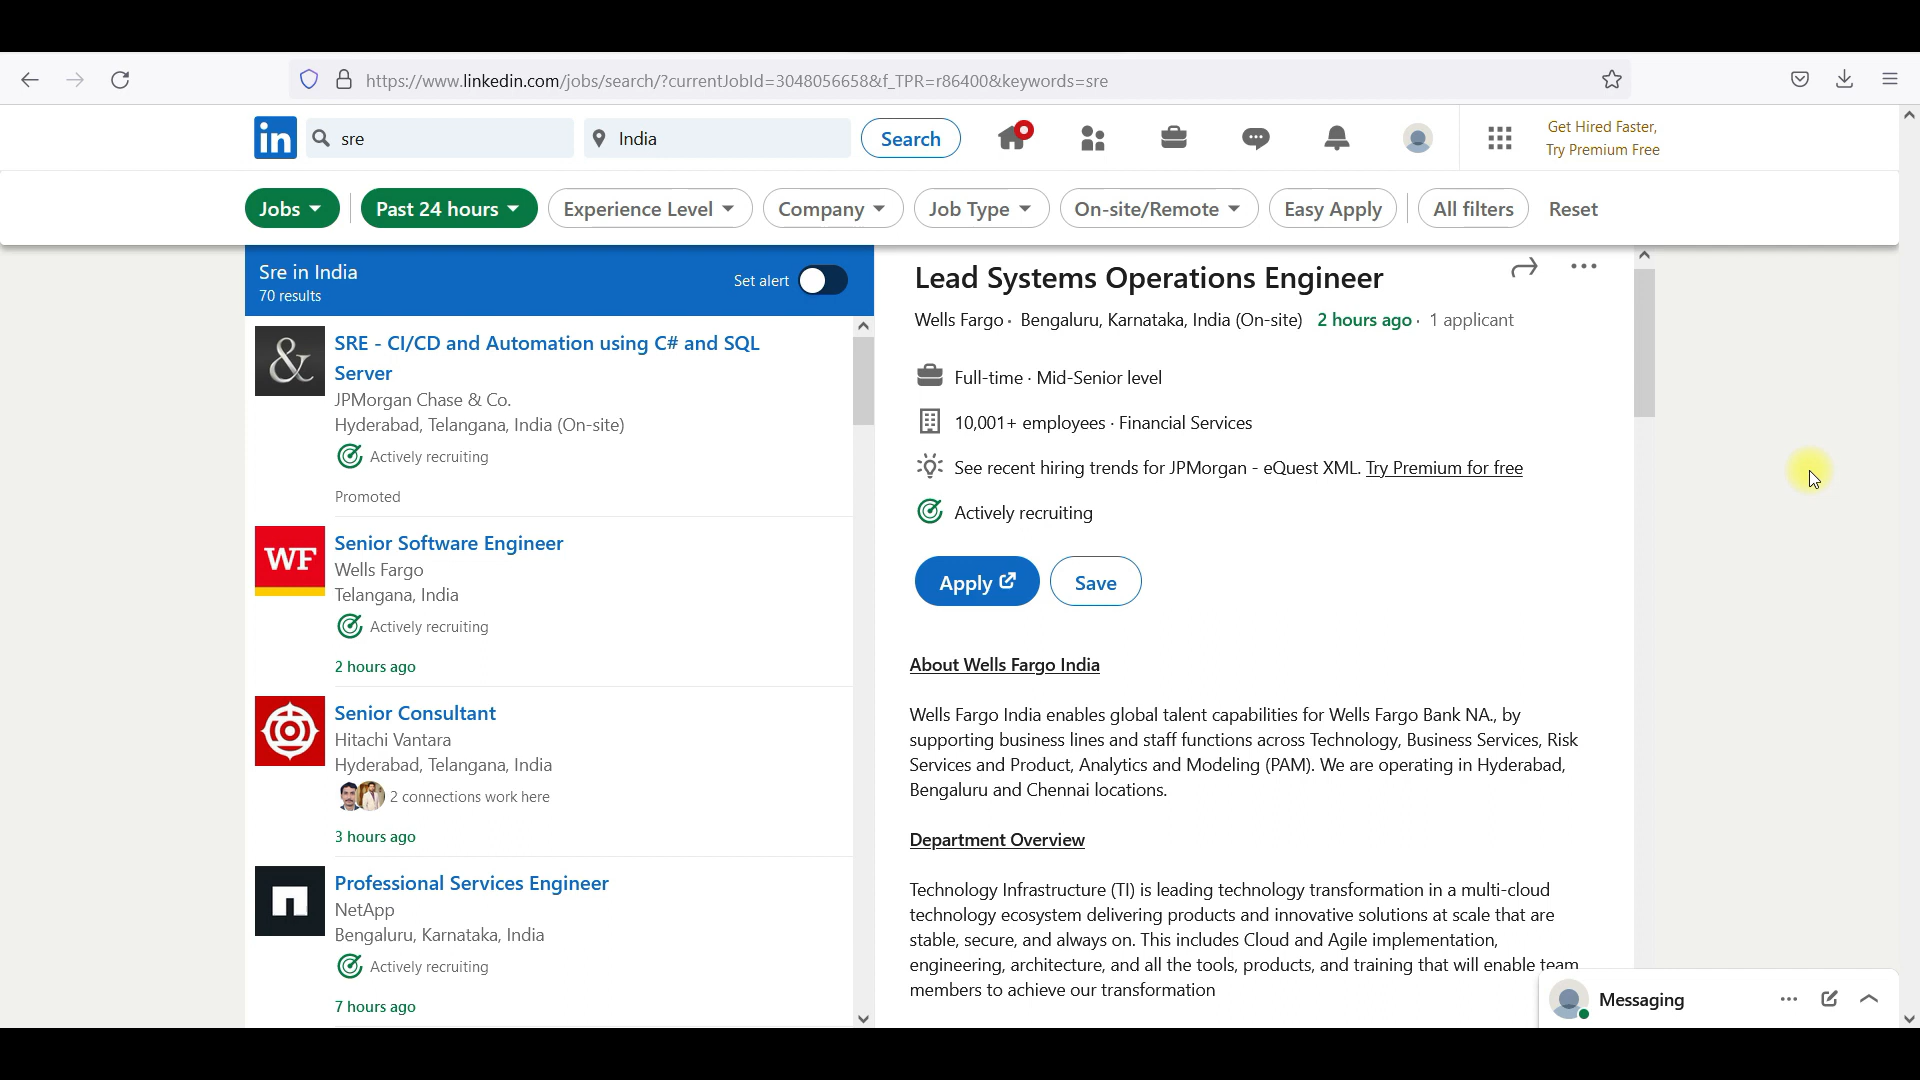 https://www.linkedin.com/jobs/search/?currentJobId=3048056658&f_TPR=r86400&keywords=sre
in
sre
India
Search
Get Hired Faster,
Try Premium Free
Jobs
Past 24 hours
Experience Level
Company
Job Type
On-site/Remote
Easy Apply
All filters
Reset
Sre in India
70 results
Set alert
&
SRE - CI/CD and Automation using C# and SQL
Server
JPMorgan Chase & Co.
Hyderabad, Telangana, India (On-site)
Actively recruiting
Promoted
WF
Senior Software Engineer
Wells Fargo
Telangana, India
Actively recruiting
2 hours ago
Senior Consultant
Hitachi Vantara
Hyderabad, Telangana, India
2 connections work here
3 hours ago
Professional Services Engineer
NetApp
Bengaluru, Karnataka, India
Actively recruiting
7 hours ago
Lead Systems Operations Engineer
Wells Fargo · Bengaluru, Karnataka, India (On-site) 2 hours ago · 1 applicant
Full-time · Mid-Senior level
10,001+ employees · Financial Services
See recent hiring trends for JPMorgan - eQuest XML. Try Premium for free
Actively recruiting
Apply
Save
About Wells Fargo India
Wells Fargo India enables global talent capabilities for Wells Fargo Bank NA., by
supporting business lines and staff functions across Technology, Business Services, Risk
Services and Product, Analytics and Modeling (PAM). We are operating in Hyderabad,
Bengaluru and Chennai locations.
Department Overview
Technology Infrastructure (TI) is leading technology transformation in a multi-cloud
technology ecosystem delivering products and innovative solutions at scale that are
stable, secure, and always on. This includes Cloud and Agile implementation,
engineering, architecture, and all the tools, products, and training that will enable team
members to achieve our transformation
Messaging